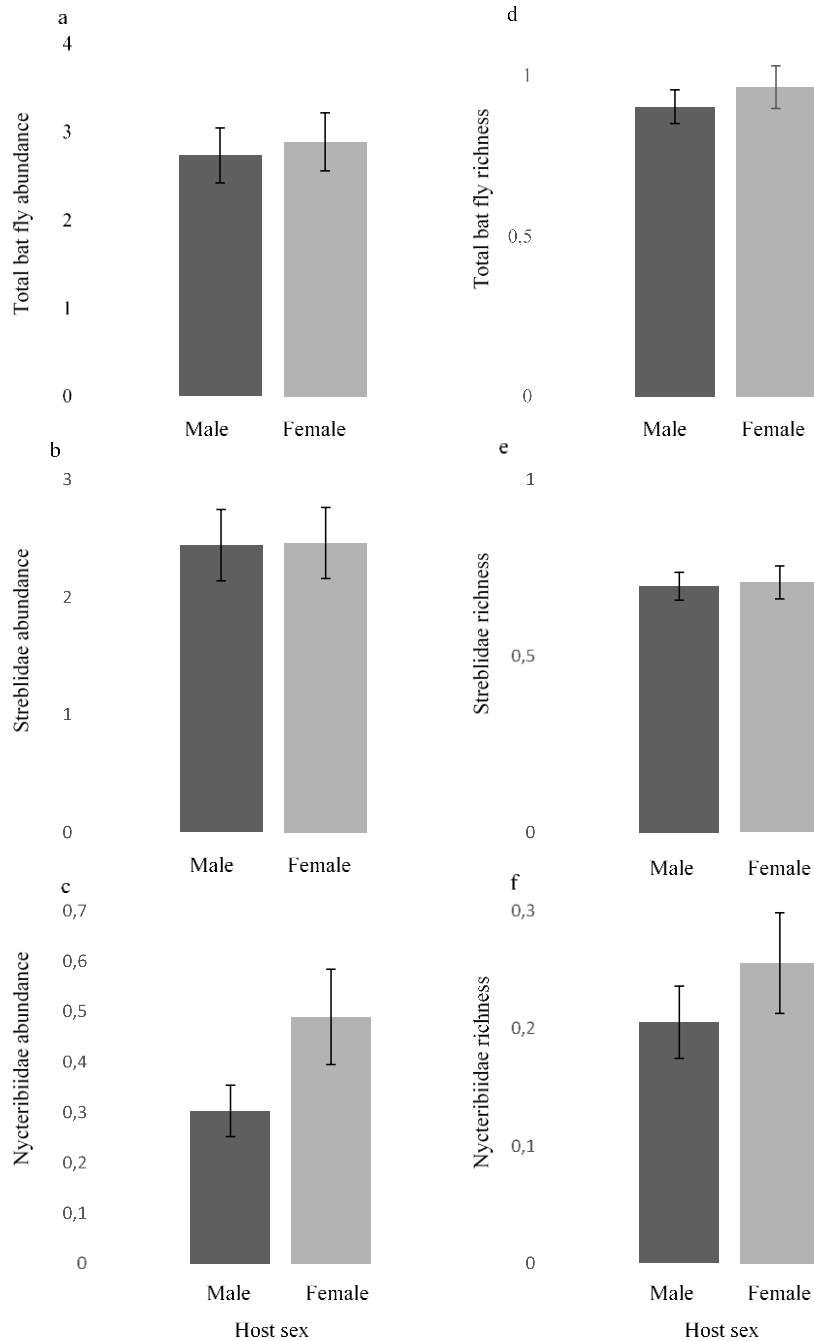 a
4
3
2
1
0
Total bat fly abundance
Male Female
d
1
0,5
0
Total bat fly richness
Male Female
b
3
2
1
0
Streblidae abundance
Male Female
e
1
0,5
0
Streblidae richness
Male Female
c
0,7
0,6
0,5
0,4
0,3
0,2
0,1
0
Nycteribiidae abundance
Male Female
Host sex
f
0,3
0,2
0,1
0
Nycteribiidae richness
Male Female
Host sex